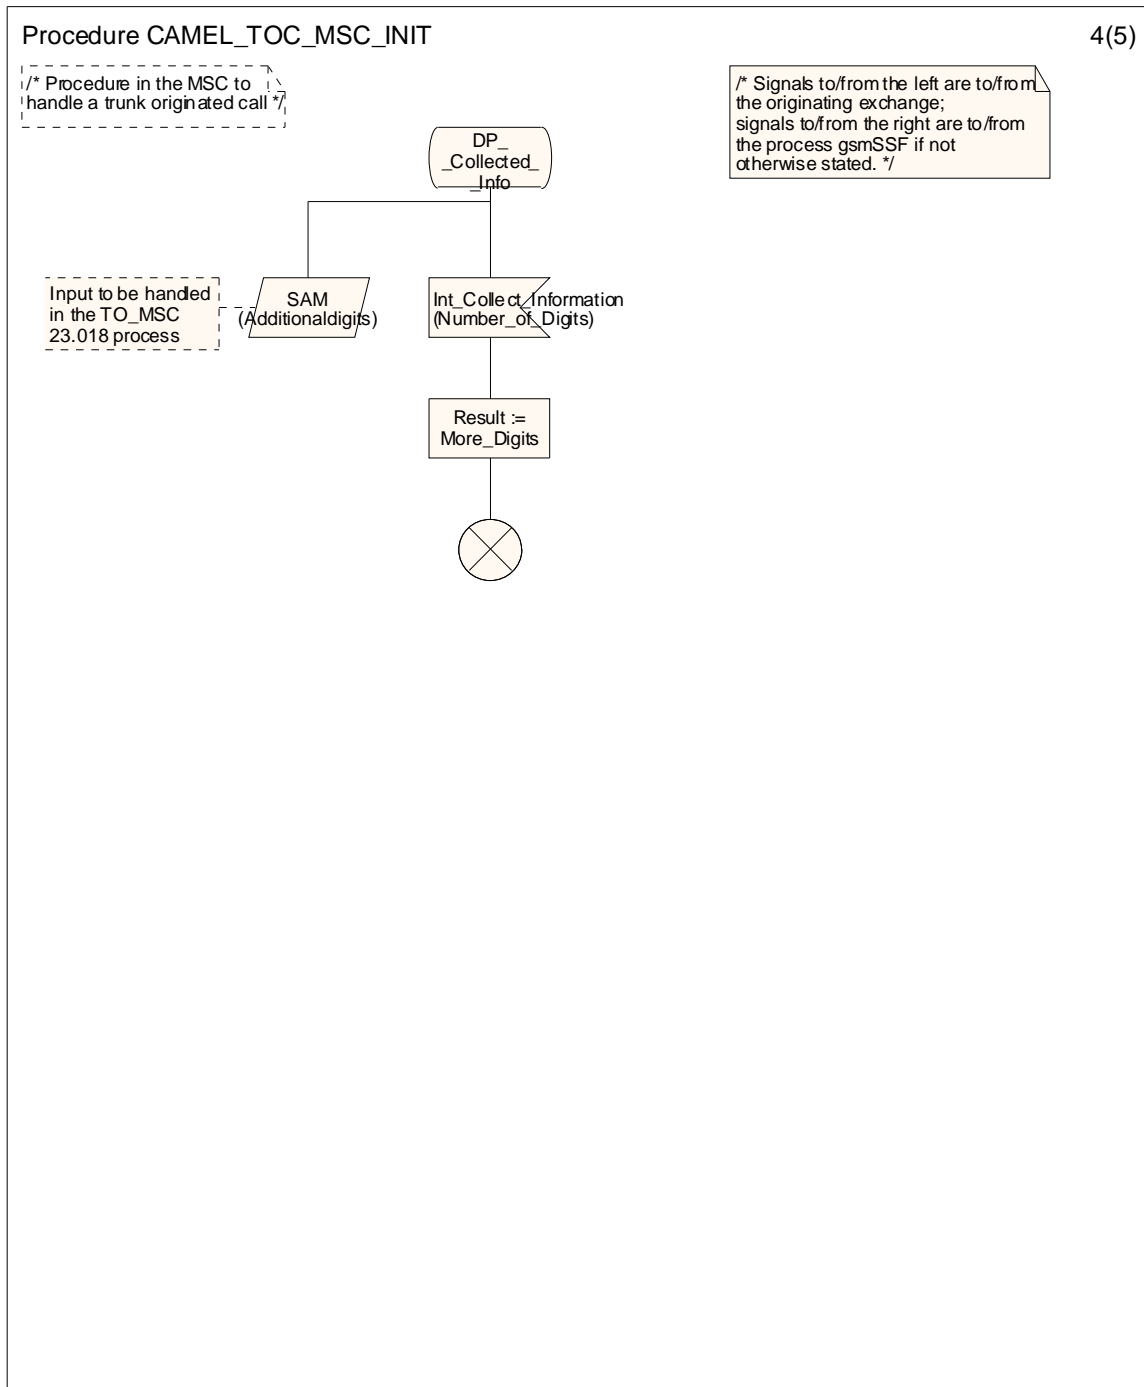 Procedure CAMEL_TOC_MSC_INIT
4(5)
/* Procedure in the MSC to
handle a trunk originated call */
/* Signals to/from the left are to/from
the originating exchange;
signals to/from the right are to/from
the process gsmSSF if not
otherwise stated. */
DP_
_Collected_
_Info
Input to be handled
in the TO_MSC
23.018 process
SAM
(Additionaldigits)
Int_Collect_Information
(Number_of_Digits)
Result :=
More_Digits